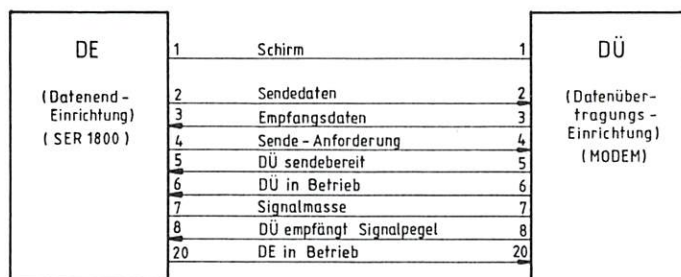 DE
(Datenend-
Einrichtung)
(SER 1800)
1 Schirm 1
2 Sendedaten 2
3 Empfangsdaten 3
4 Sende-Anforderung 4
5 DÜ sendebereit 5
6 DÜ in Betrieb 6
7 Signalmasse 7
8 DÜ empfängt Signalpegel 8
20 DE in Betrieb 20
DÜ
(Datenüber-
tragungs-
Einrichtung)
(MODEM)